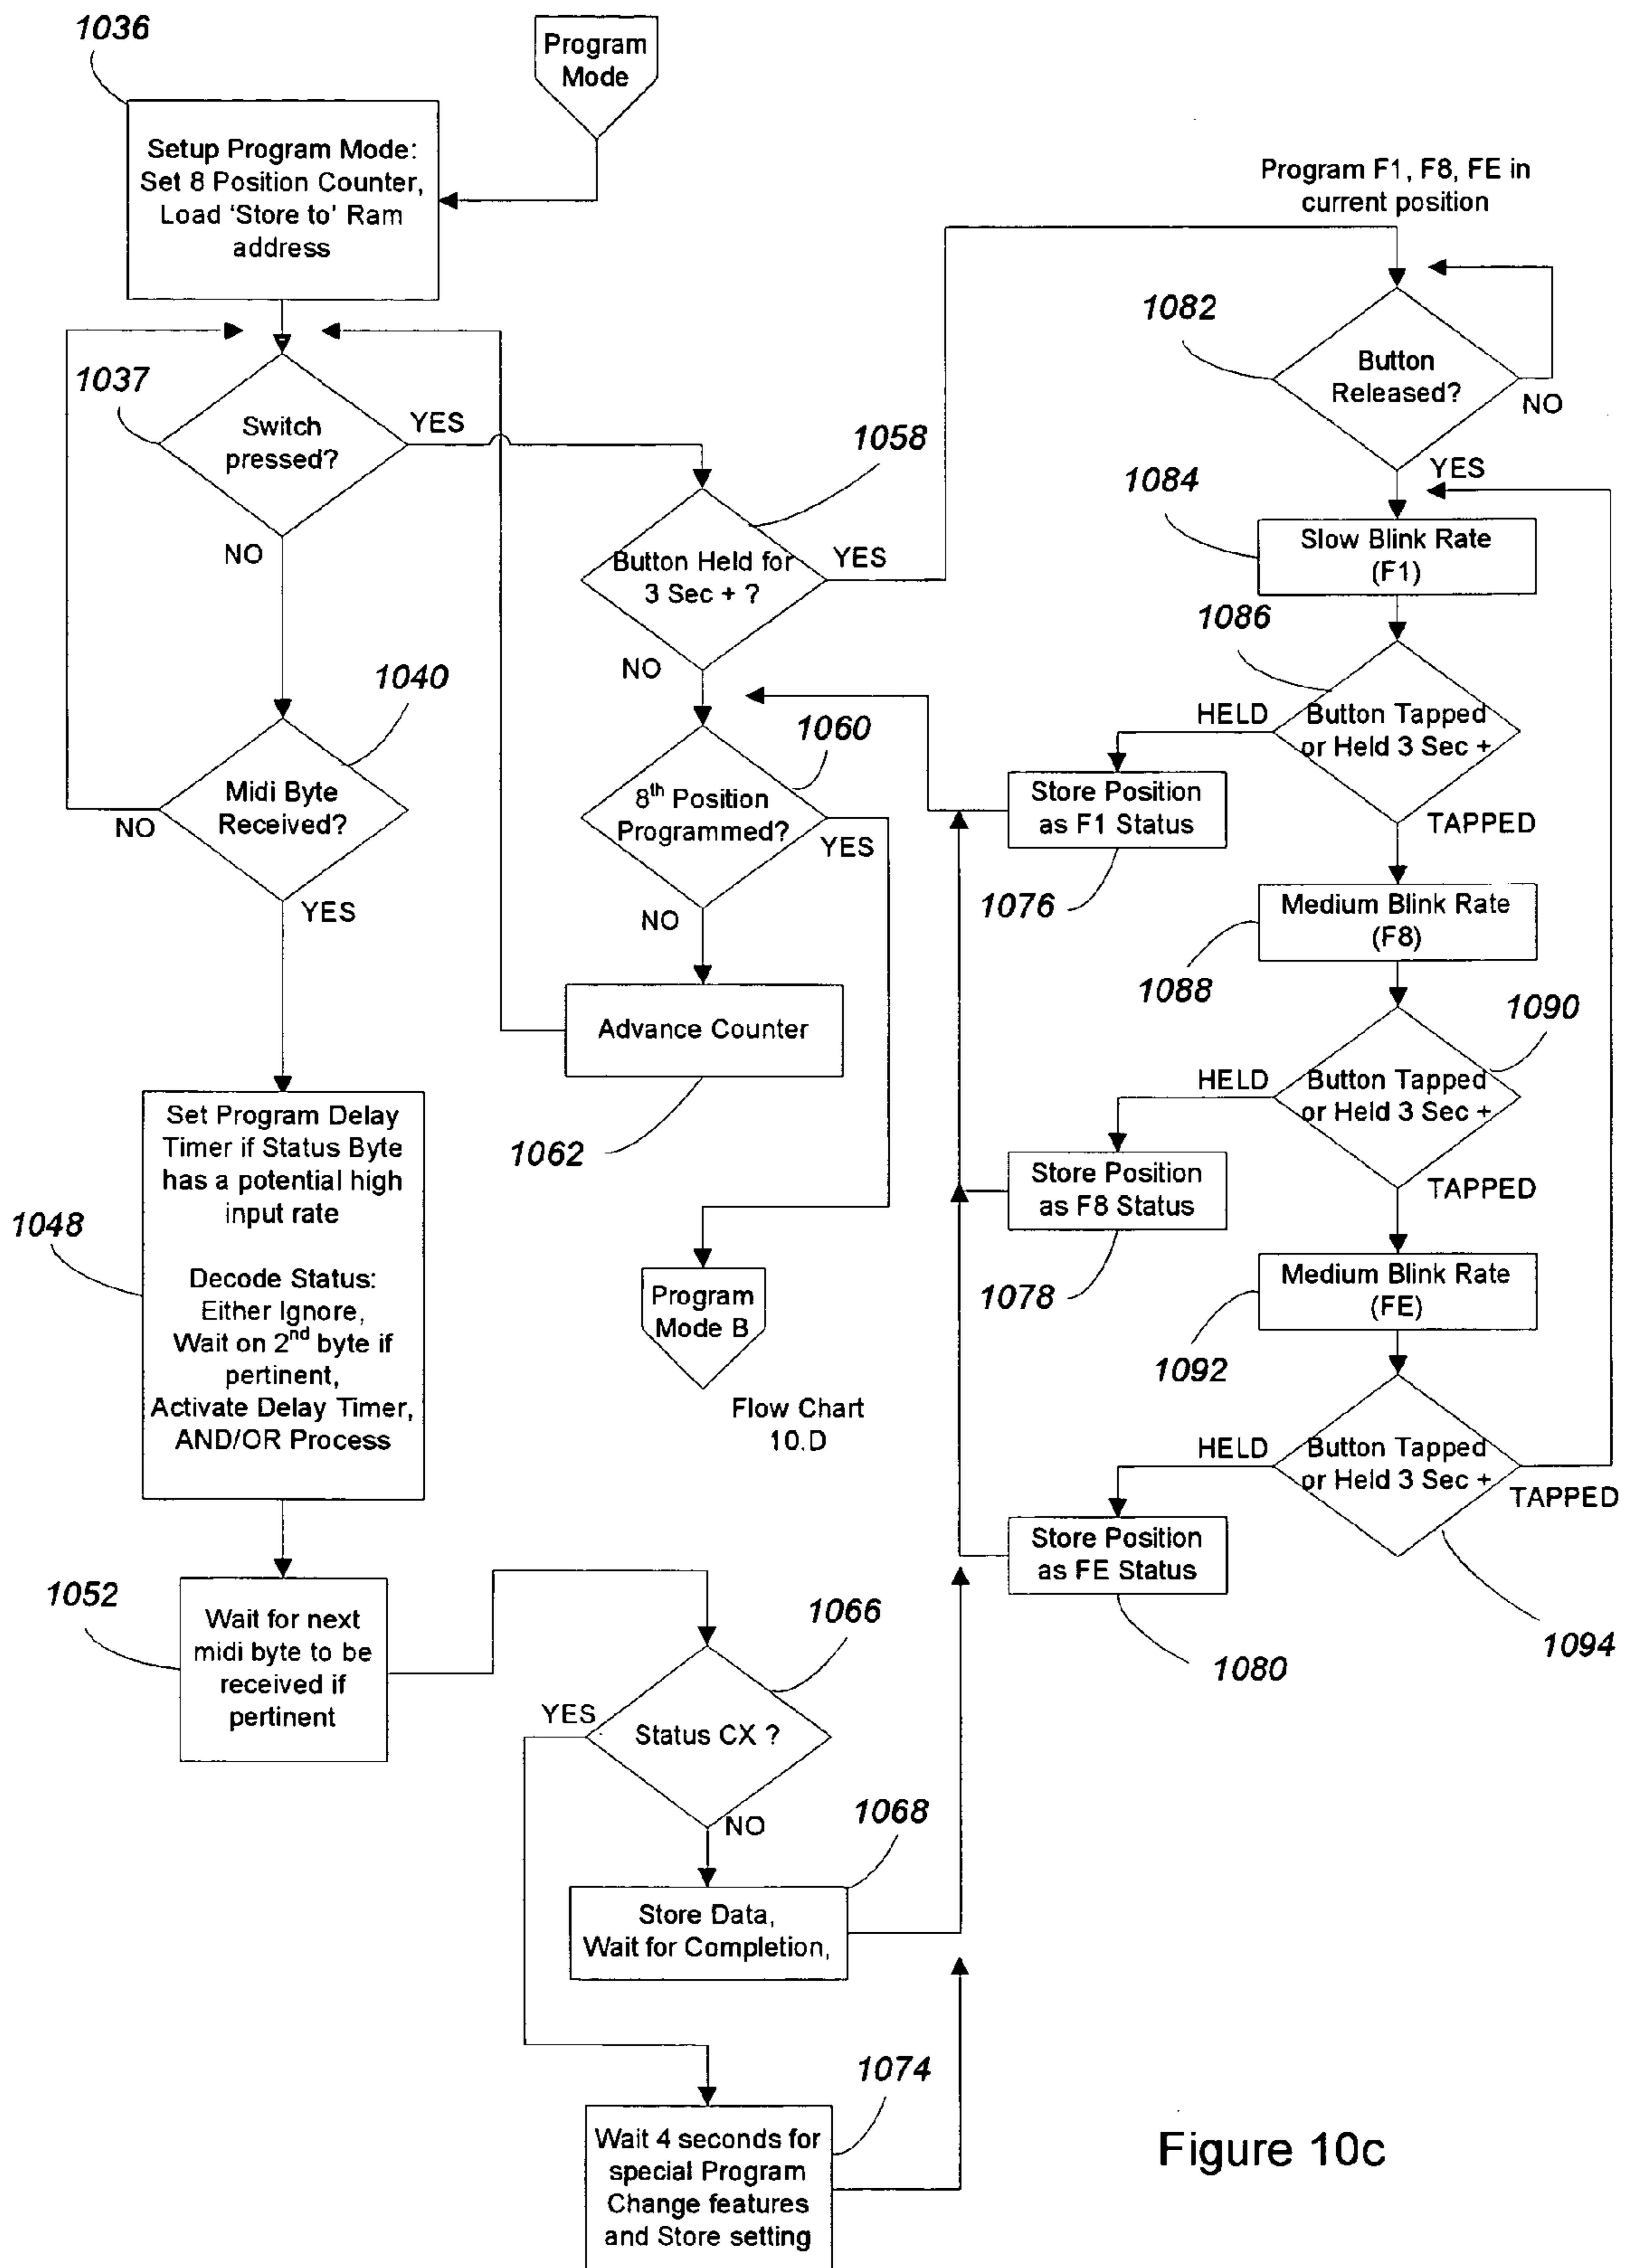 1036
Program
Mode
Setup Program Mode:
Set 8 Position Counter,
Load ‘Store to’ Ram
address
Program F1, F8, FE in
current position
1037
Switch
pressed?
YES
NO
1058
Button Held for
3 Sec + ?
YES
NO
1082
Button
Released?
NO
YES
1084
Slow Blink Rate
(F1)
1086
Button Tapped
or Held 3 Sec +
HELD
TAPPED
1040
Midi Byte
Received?
NO
YES
1060
8th Position
Programmed?
YES
NO
Store Position
as F1 Status
1076
Medium Blink Rate
(F8)
1088
Advance Counter
1062
1090
Button Tapped
or Held 3 Sec +
HELD
TAPPED
1048
Set Program Delay
Timer if Status Byte
has a potential high
input rate
Decode Status:
Either Ignore,
Wait on 2nd byte if
pertinent,
Activate Delay Timer,
AND/OR Process
Store Position
as F8 Status
1078
Program
Mode B
Flow Chart
10.D
Medium Blink Rate
(FE)
1092
Button Tapped
or Held 3 Sec +
HELD
TAPPED
1094
Store Position
as FE Status
1080
1052
Wait for next
midi byte to be
received if
pertinent
1066
Status CX ?
YES
NO
1068
Store Data,
Wait for Completion,
1074
Wait 4 seconds for
special Program
Change features
and Store setting
Figure 10c